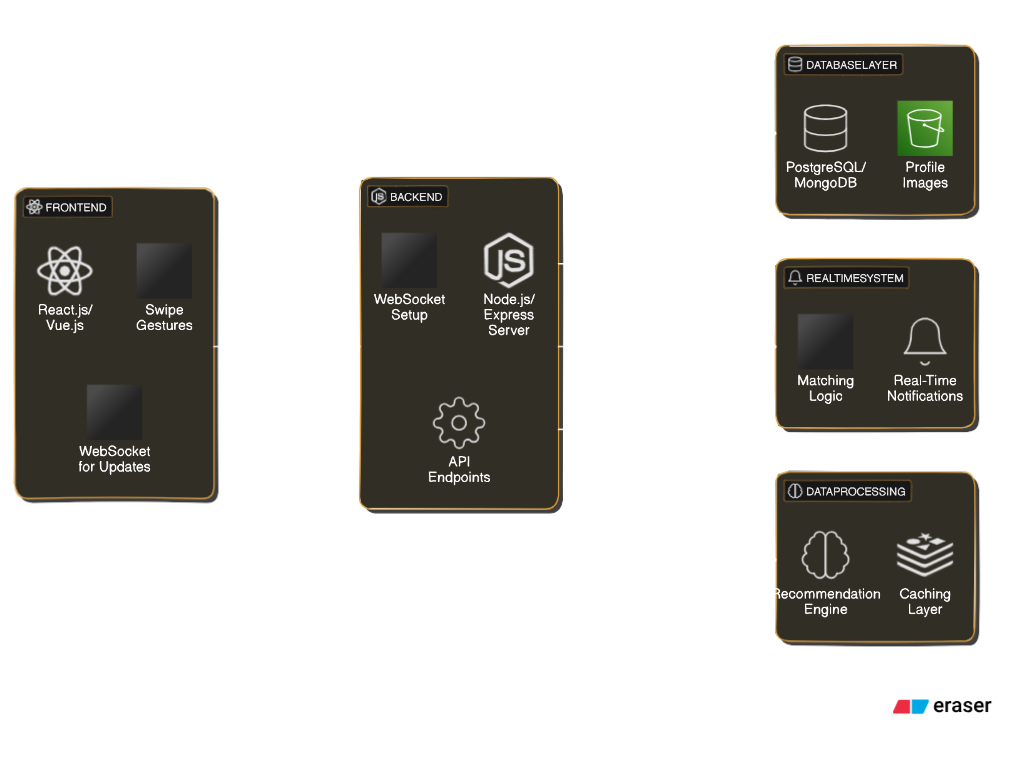 FRONTEND
React.js/
Vue.js
Swipe
Gestures
WebSocket
for Updates
BACKEND
WebSocket
Setup
Node.js/
Express
Server
API
Endpoints
DATABASELAYER
PostgreSQL/
MongoDB
Profile
Images
REALTIMESYSTEM
Matching
Logic
Real-Time
Notifications
DATAPROCESSING
Recommendation
Engine
Caching
Layer
eraser